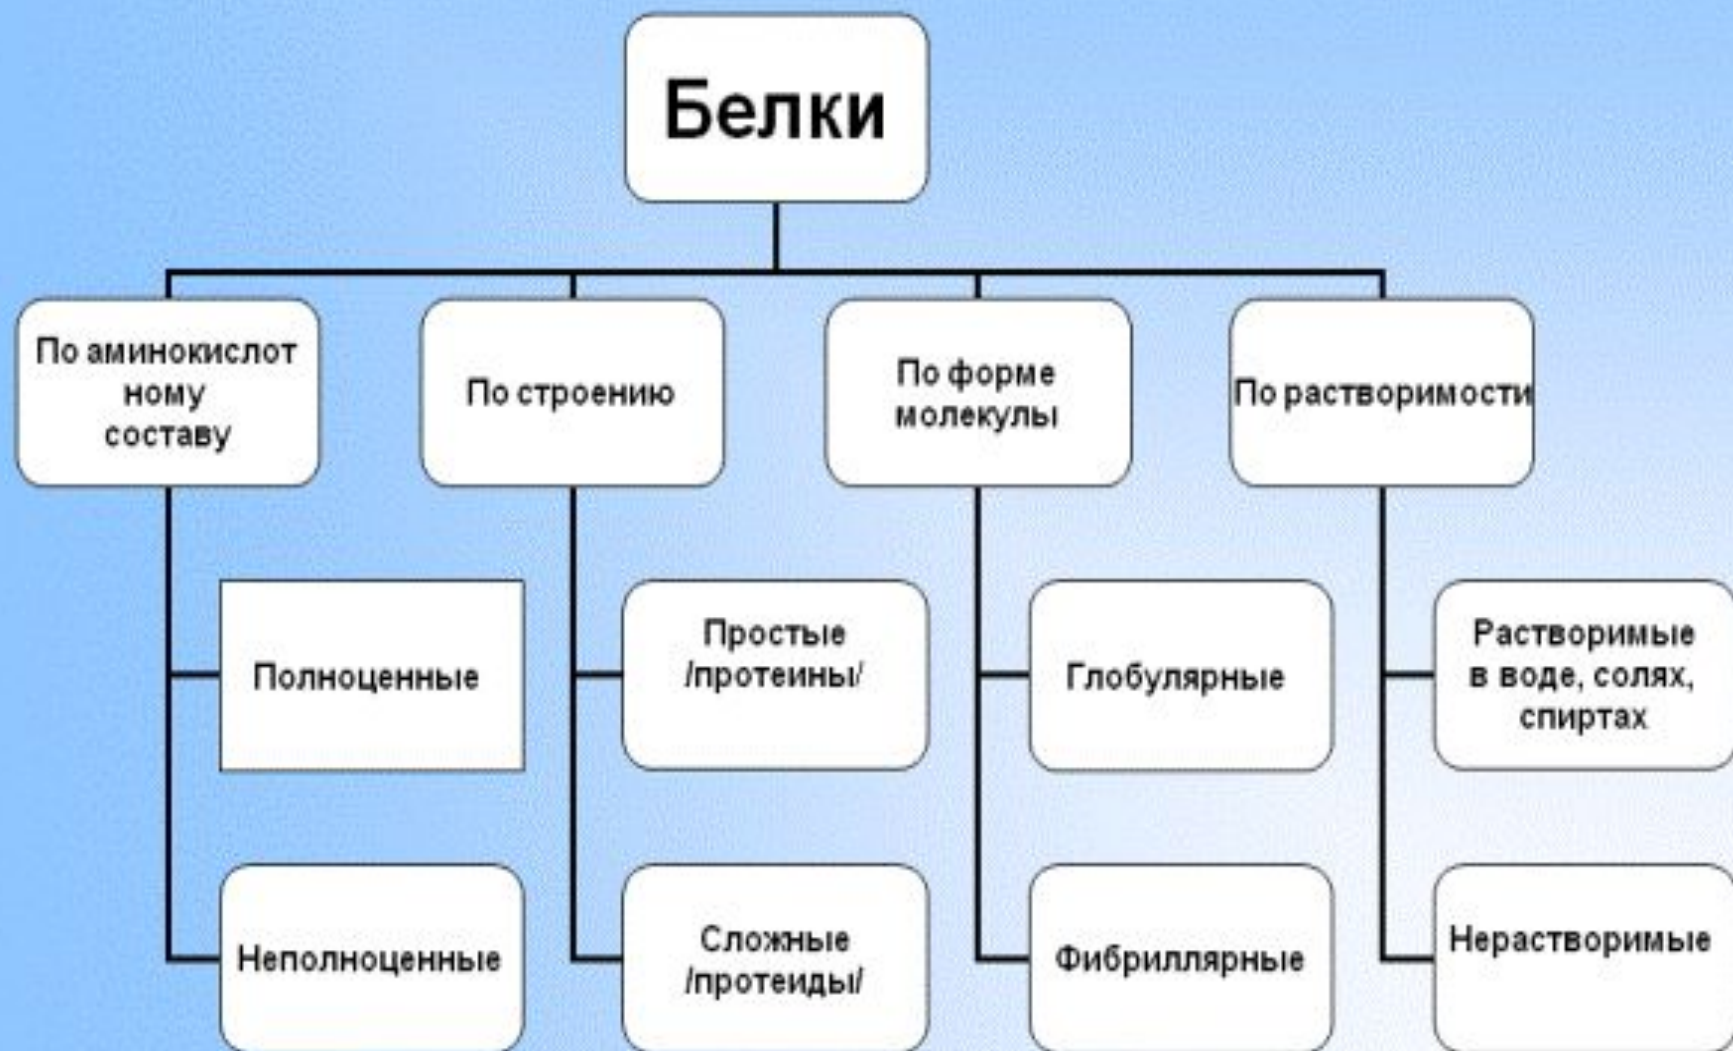 Белки
По аминокислот
ному
составу
По строению
По форме
молекулы
По растворимости
Полноценные
Простые
/протеины/
Глобулярные
Растворимые
в воде, солях,
спиртах
Неполноценные
Сложные
/протеиды/
Фибриллярные
Нерастворимые